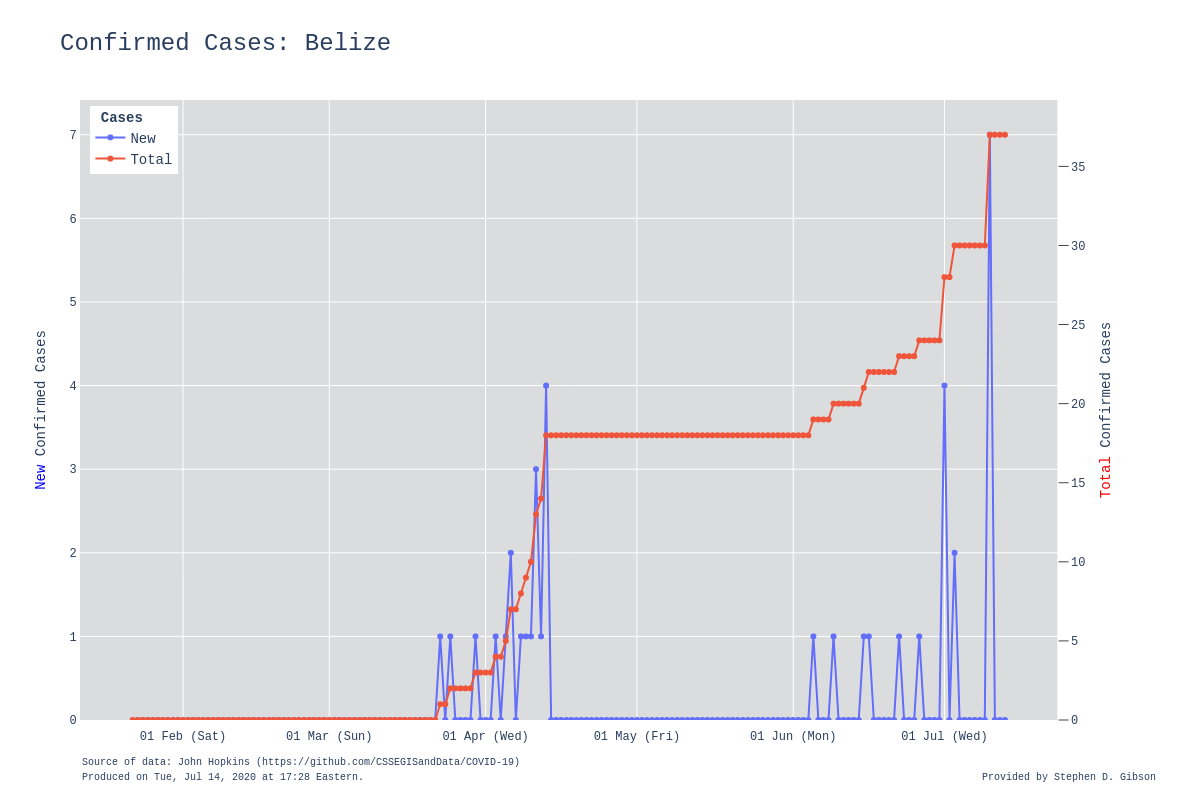 Confirmed Cases: Belize
Cases
New
Total
7
6
5
4
3
2
1
0
35
30
25
20
15
10
5
0
New Confirmed Cases
Total Confirmed Cases
01 Feb (Sat)
01 Mar (Sun)
01 Apr (Wed)
01 May (Fri)
01 Jun (Mon)
01 Jul (Wed)
Source of data: John Hopkins (https://github.com/CSSEGISandData/COVID-19)
Produced on Tue, Jul 14, 2020 at 17:28 Eastern.
Provided by Stephen D. Gibson